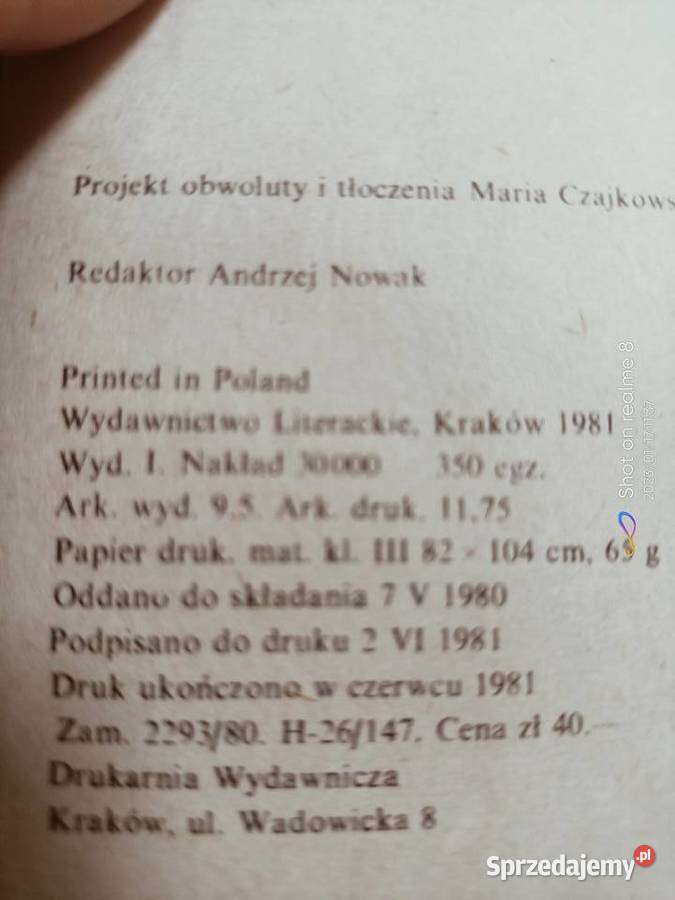 Projekt obwoluty i tłoczenia Maria Czajkows
Redaktor Andrzej Nowak
Printed in Poland
Wydawnictwo Literackie, Kraków 1981
Wyd. I. Nakład 30000 350 egz.
Ark. wyd. 9,5. Ark. druk. 11,75
Papier druk. mat. kl. III 82 × 104 cm, 65 g
Oddano do składania 7 V 1980
Podpisano do druku 2 VI 1981
Druk ukończono w czerwcu 1981
Zam. 2293/80. H-26/147. Cena zł 40.—
Drukarnia Wydawnicza
Kraków, ul. Wadowicka 8
Shot on realme 8
Sprzedajemy.pl